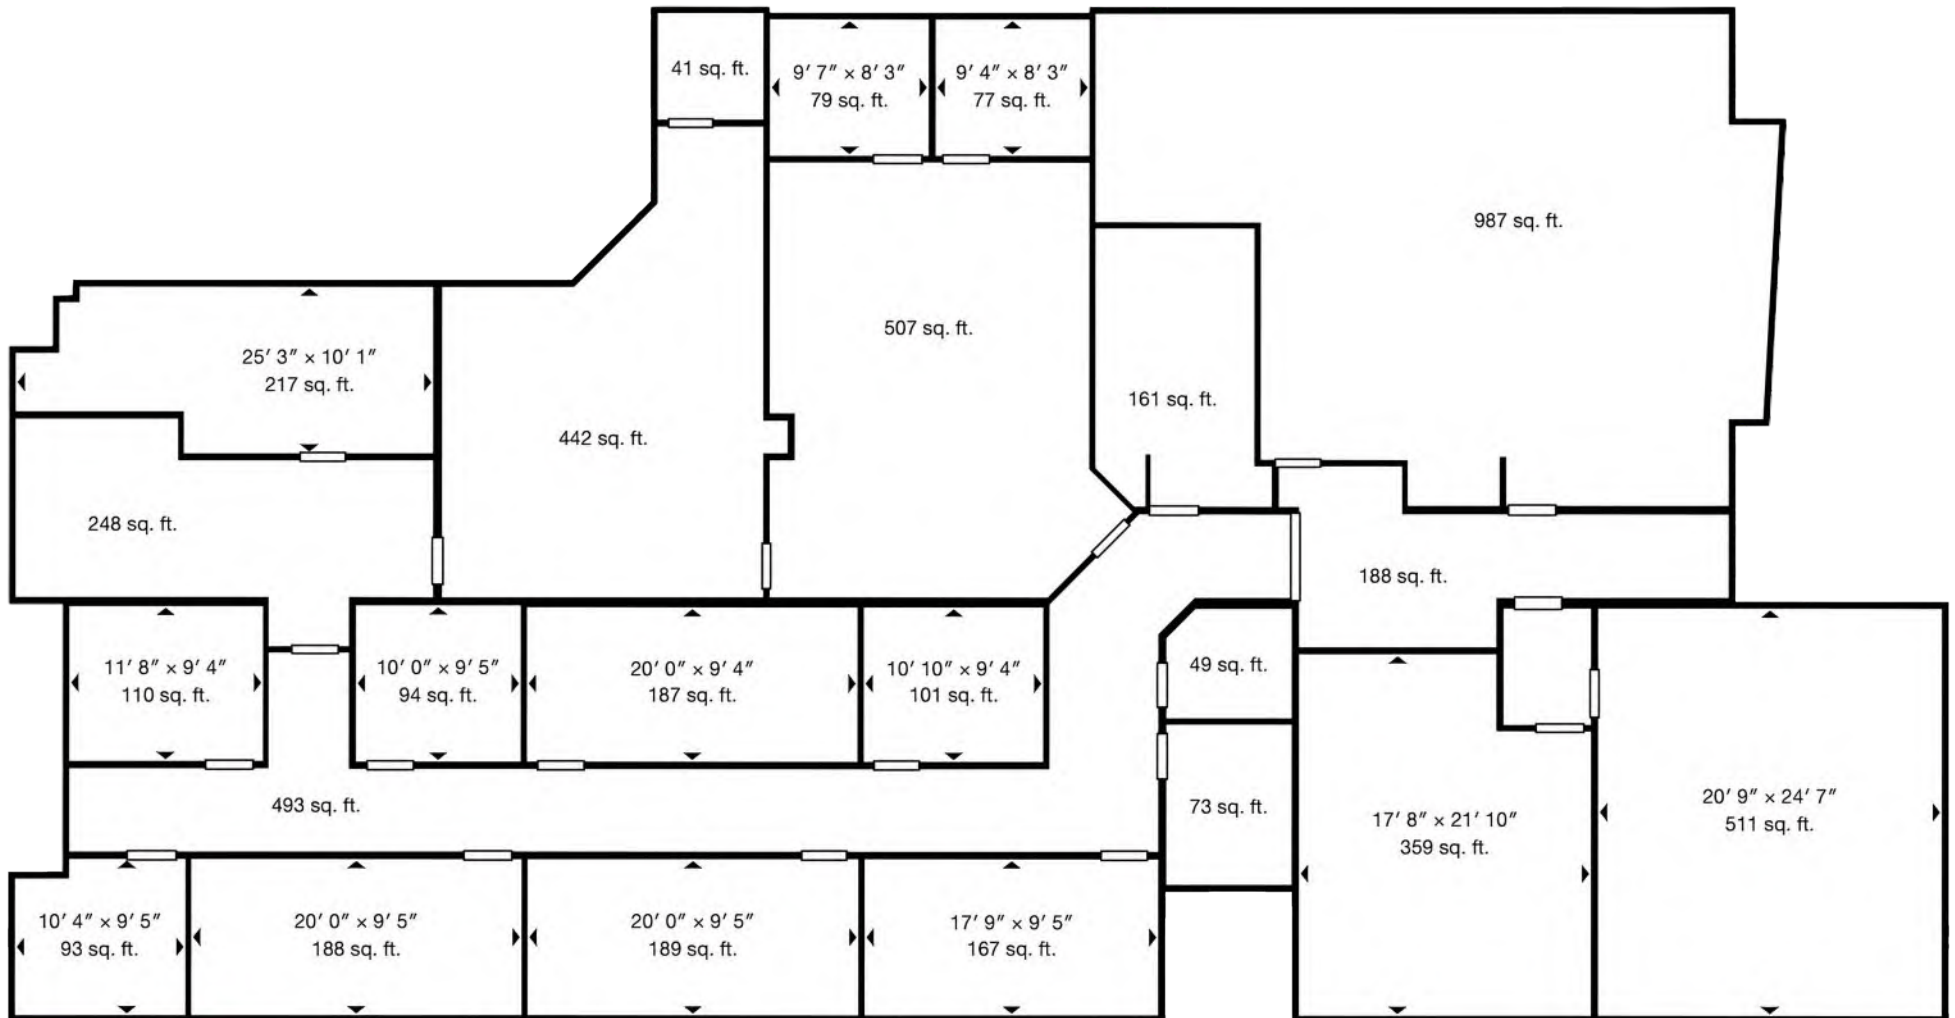 41 sq. ft.
9′ 7″ × 8′ 3″
79 sq. ft.
9′ 4″ × 8′ 3″
77 sq. ft.
987 sq. ft.
507 sq. ft.
25′ 3″ × 10′ 1″
217 sq. ft.
161 sq. ft.
442 sq. ft.
248 sq. ft.
188 sq. ft.
11′ 8″ × 9′ 4″
110 sq. ft.
10′ 0″ × 9′ 5″
94 sq. ft.
20′ 0″ × 9′ 4″
187 sq. ft.
10′ 10″ × 9′ 4″
101 sq. ft.
49 sq. ft.
493 sq. ft.
73 sq. ft.
17′ 8″ × 21′ 10″
359 sq. ft.
20′ 9″ × 24′ 7″
511 sq. ft.
10′ 4″ × 9′ 5″
93 sq. ft.
20′ 0″ × 9′ 5″
188 sq. ft.
20′ 0″ × 9′ 5″
189 sq. ft.
17′ 9″ × 9′ 5″
167 sq. ft.